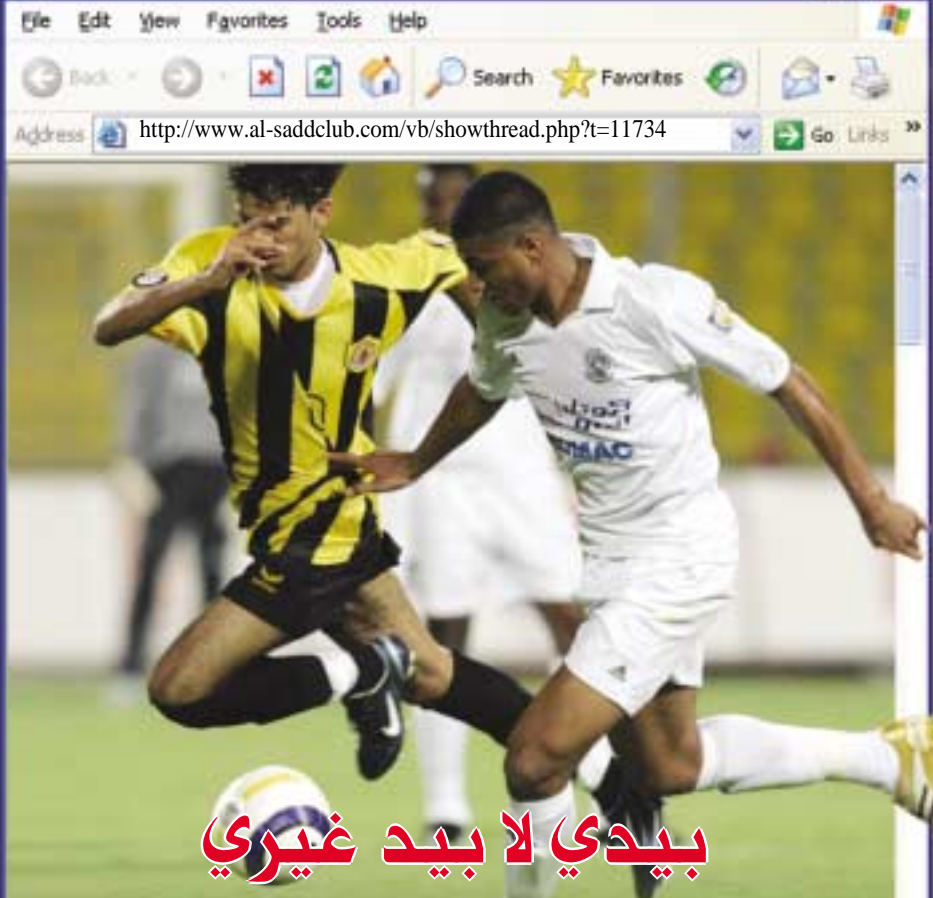 File Edit View Favorites Tools Help
Back Search Favorites
Address http://www.al-saddclub.com/vb/showthread.php?t=11734 Go Links »
بيدي لا بيد غيري